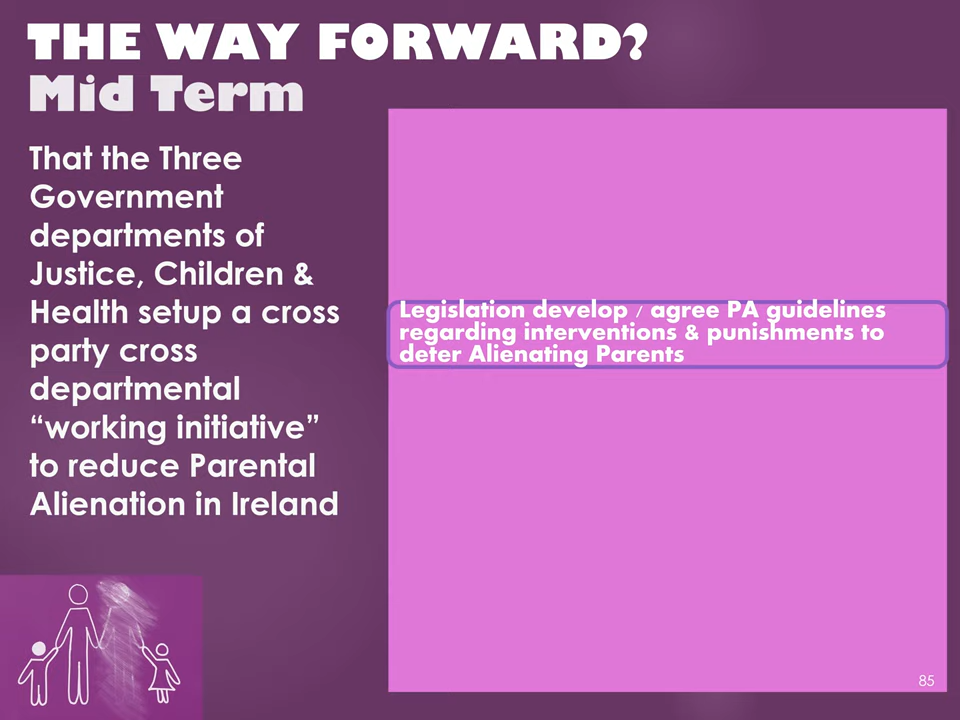 THE WAY FORWARD?
Mid Term
That the Three
Government
departments of
Justice, Children &
Health setup a cross
party cross
departmental
“working initiative”
to reduce Parental
Alienation in Ireland
Legislation develop / agree PA guidelines
regarding interventions & punishments to
deter Alienating Parents
85